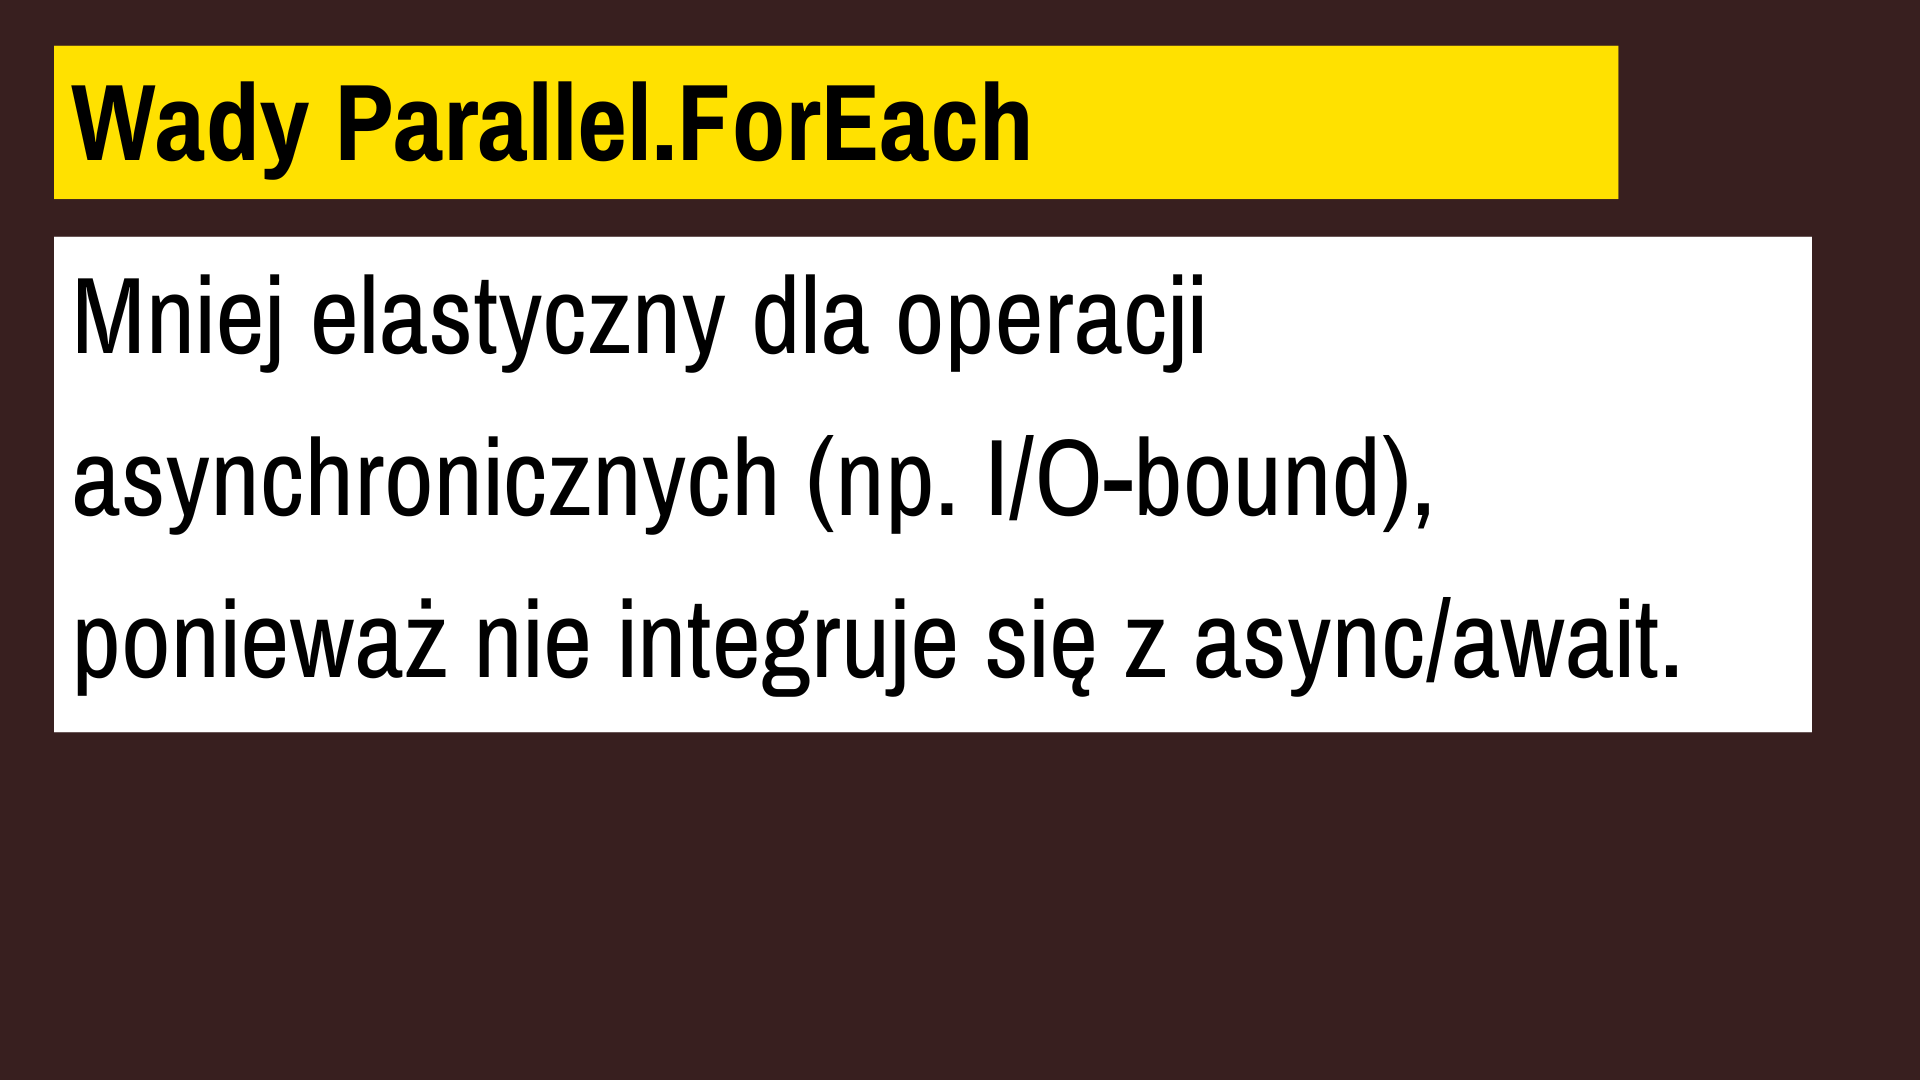 Wady Parallel.ForEach
Mniej elastyczny dla operacji
asynchronicznych (np. I/O-bound),
ponieważ nie integruje się z async/await.